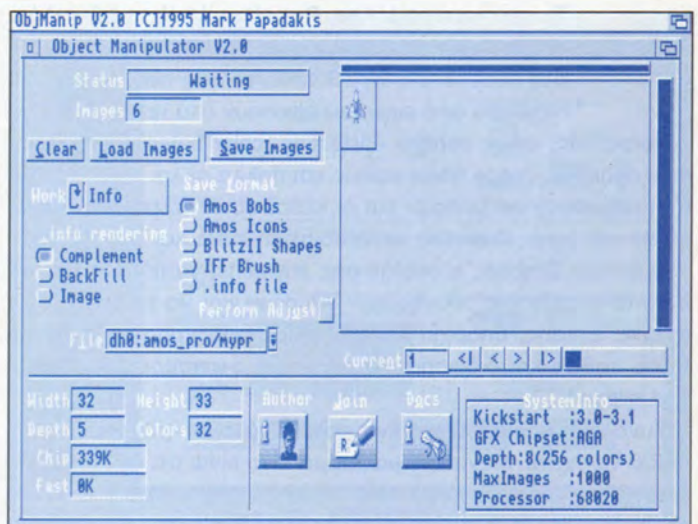 ObjManip V2.0 [C]1995 Mark Papadakis
Object Manipulator V2.0
Status Waiting
Images 6
Clear Load Images Save Images
Work Info
Save Format
Amos Bobs
Amos Icons
BlitzII Shapes
IFF Brush
.info file
.info rendering
Complement
BackFill
Image
Perform Adjust
File dh0:amos_pro/mypr
Current 1 <| < > |>
Width 32 Height 33
Depth 5 Colors 32
Chip 339K
Fast 0K
Author Join Docs
SystemInfo
Kickstart :3.0-3.1
GFX Chipset:AGA
Depth:8(256 colors)
MaxImages :1000
Processor :68020